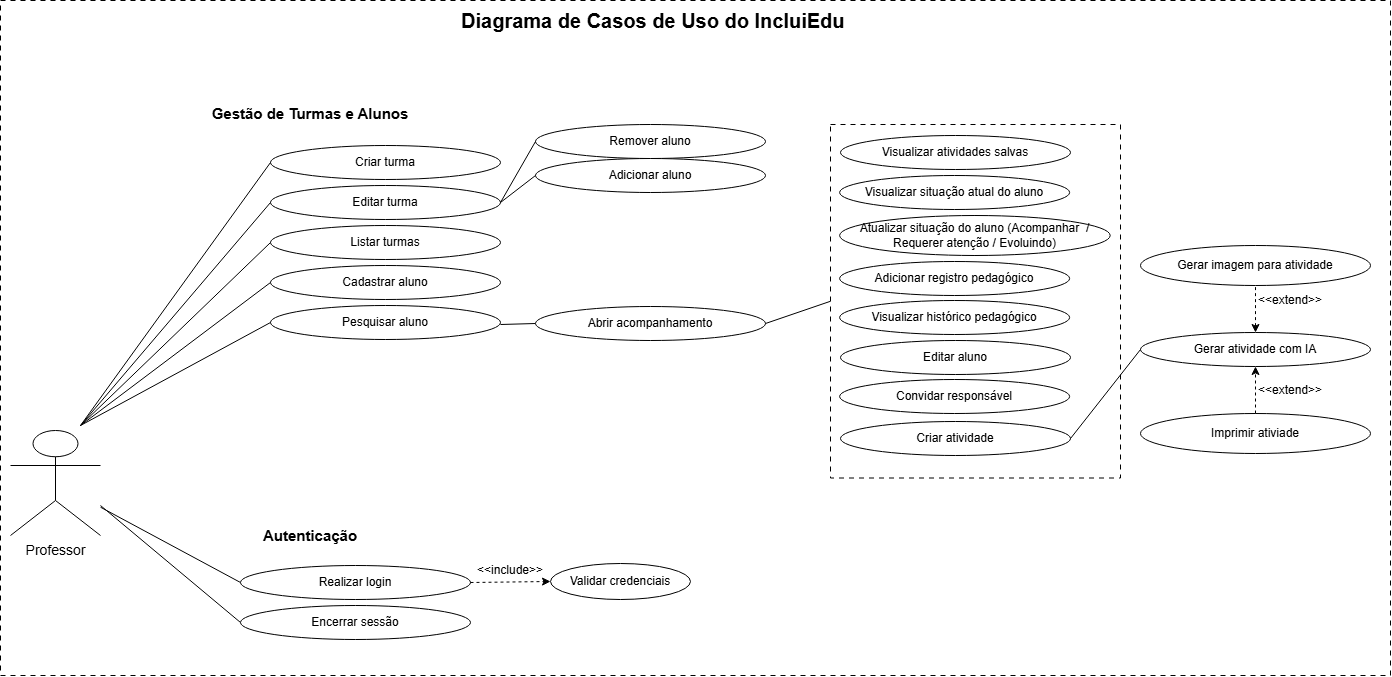 Diagrama de Casos de Uso do IncluiEdu
Gestão de Turmas e Alunos
Criar turma
Editar turma
Listar turmas
Cadastrar aluno
Pesquisar aluno
Remover aluno
Adicionar aluno
Abrir acompanhamento
Visualizar atividades salvas
Visualizar situação atual do aluno
Atualizar situação do aluno (Acompanhar /
Requerer atenção / Evoluindo)
Adicionar registro pedagógico
Visualizar histórico pedagógico
Editar aluno
Convidar responsável
Criar atividade
Gerar imagem para atividade
<<extend>>
Gerar atividade com IA
<<extend>>
Imprimir ativiade
Professor
Autenticação
Realizar login
<<include>>
Validar credenciais
Encerrar sessão